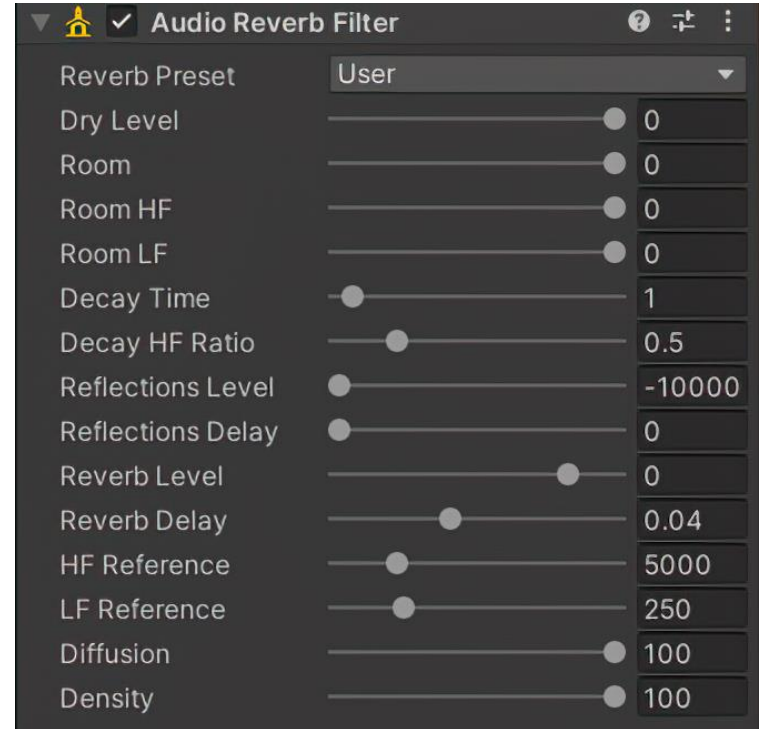 Audio Reverb Filter
Reverb Preset User
Dry Level 0
Room 0
Room HF 0
Room LF 0
Decay Time 1
Decay HF Ratio 0.5
Reflections Level -10000
Reflections Delay 0
Reverb Level 0
Reverb Delay 0.04
HF Reference 5000
LF Reference 250
Diffusion 100
Density 100